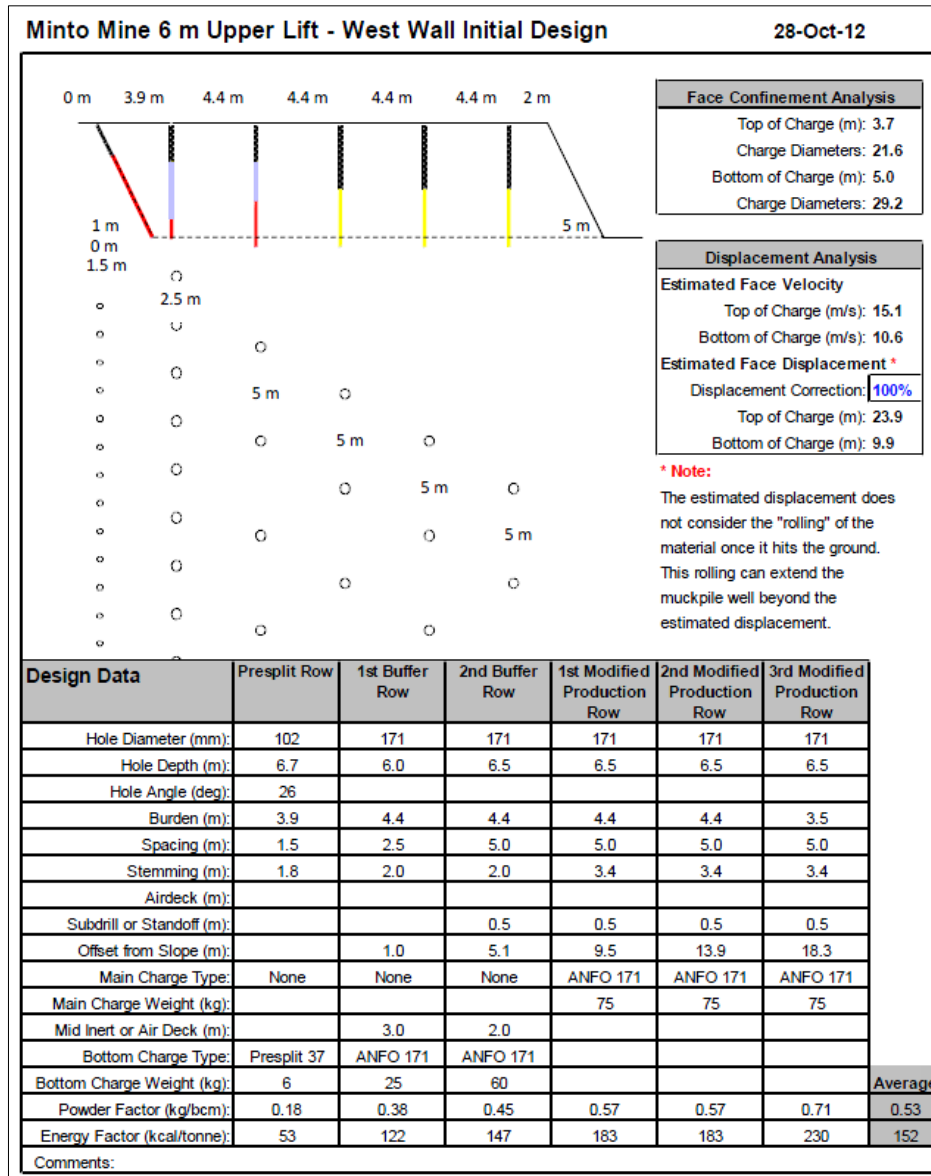 Minto Mine 6 m Upper Lift - West Wall Initial Design 28-Oct-12
0 m 3.9 m 4.4 m 4.4 m 4.4 m 4.4 m 2 m
1 m 5 m
0 m
1.5 m
2.5 m
5 m
5 m
5 m
5 m
Face Confinement Analysis
Top of Charge (m): 3.7
Charge Diameters: 21.6
Bottom of Charge (m): 5.0
Charge Diameters: 29.2
Displacement Analysis
Estimated Face Velocity
Top of Charge (m/s): 15.1
Bottom of Charge (m/s): 10.6
Estimated Face Displacement *
Displacement Correction: 100%
Top of Charge (m): 23.9
Bottom of Charge (m): 9.9
* Note:
The estimated displacement does
not consider the "rolling" of the
material once it hits the ground.
This rolling can extend the
muckpile well beyond the
estimated displacement.
Design Data Presplit Row 1st Buffer Row 2nd Buffer Row 1st Modified Production Row 2nd Modified Production Row 3rd Modified Production Row
Hole Diameter (mm): 102 171 171 171 171 171
Hole Depth (m): 6.7 6.0 6.5 6.5 6.5 6.5
Hole Angle (deg): 26
Burden (m): 3.9 4.4 4.4 4.4 4.4 3.5
Spacing (m): 1.5 2.5 5.0 5.0 5.0 5.0
Stemming (m): 1.8 2.0 2.0 3.4 3.4 3.4
Airdeck (m):
Subdrill or Standoff (m): 0.5 0.5 0.5 0.5
Offset from Slope (m): 1.0 5.1 9.5 13.9 18.3
Main Charge Type: None None None ANFO 171 ANFO 171 ANFO 171
Main Charge Weight (kg): 75 75 75
Mid Inert or Air Deck (m): 3.0 2.0
Bottom Charge Type: Presplit 37 ANFO 171 ANFO 171
Bottom Charge Weight (kg): 6 25 60 Average
Powder Factor (kg/bcm): 0.18 0.38 0.45 0.57 0.57 0.71 0.53
Energy Factor (kcal/tonne): 53 122 147 183 183 230 152
Comments: